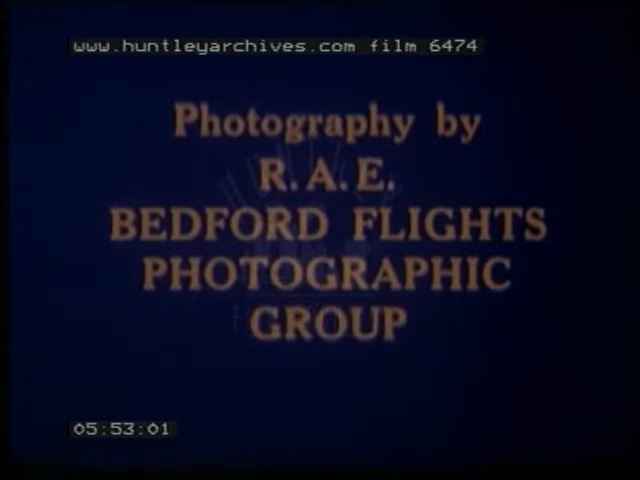 www.huntleyarchives.com film 6474
Photography by
R.A.E.
BEDFORD FLIGHTS
PHOTOGRAPHIC
GROUP
05:53:01